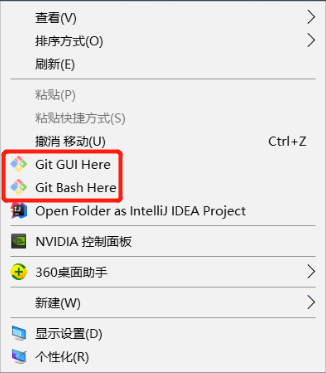 查看(V)
排序方式(O)
刷新(E)
粘贴(P)
粘贴快捷方式(S)
撤消 移动(U) Ctrl+Z
Git GUI Here
Git Bash Here
Open Folder as IntelliJ IDEA Project
NVIDIA 控制面板
360桌面助手
新建(W)
显示设置(D)
个性化(R)